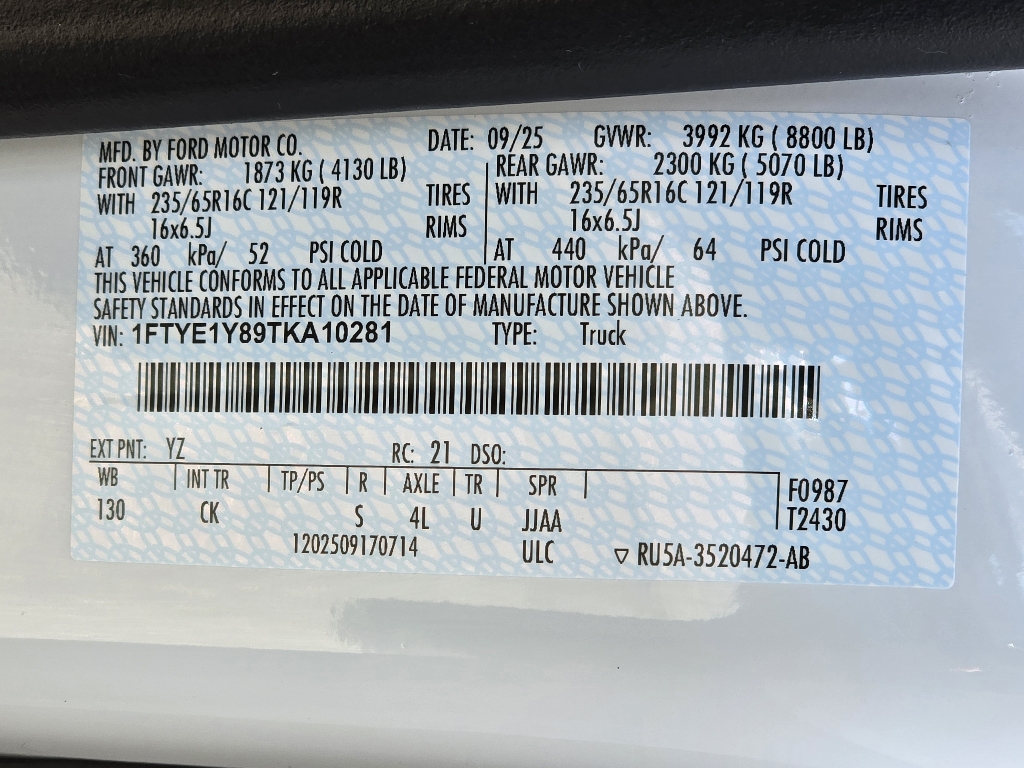 MFD. BY FORD MOTOR CO. DATE: 09/25 GVWR: 3992 KG ( 8800 LB)
FRONT GAWR: 1873 KG ( 4130 LB) REAR GAWR: 2300 KG ( 5070 LB)
WITH 235/65R16C 121/119R TIRES WITH 235/65R16C 121/119R TIRES
16x6.5J RIMS 16x6.5J RIMS
AT 360 kPa/ 52 PSI COLD AT 440 kPa/ 64 PSI COLD
THIS VEHICLE CONFORMS TO ALL APPLICABLE FEDERAL MOTOR VEHICLE
SAFETY STANDARDS IN EFFECT ON THE DATE OF MANUFACTURE SHOWN ABOVE.
VIN: 1FTYE1Y89TKA10281 TYPE: Truck
EXT PNT: YZ RC: 21 DSO:
WB INT TR TP/PS R AXLE TR SPR F0987
130 CK S 4L U JJAA T2430
1202509170714 ULC ▽ RU5A-3520472-AB